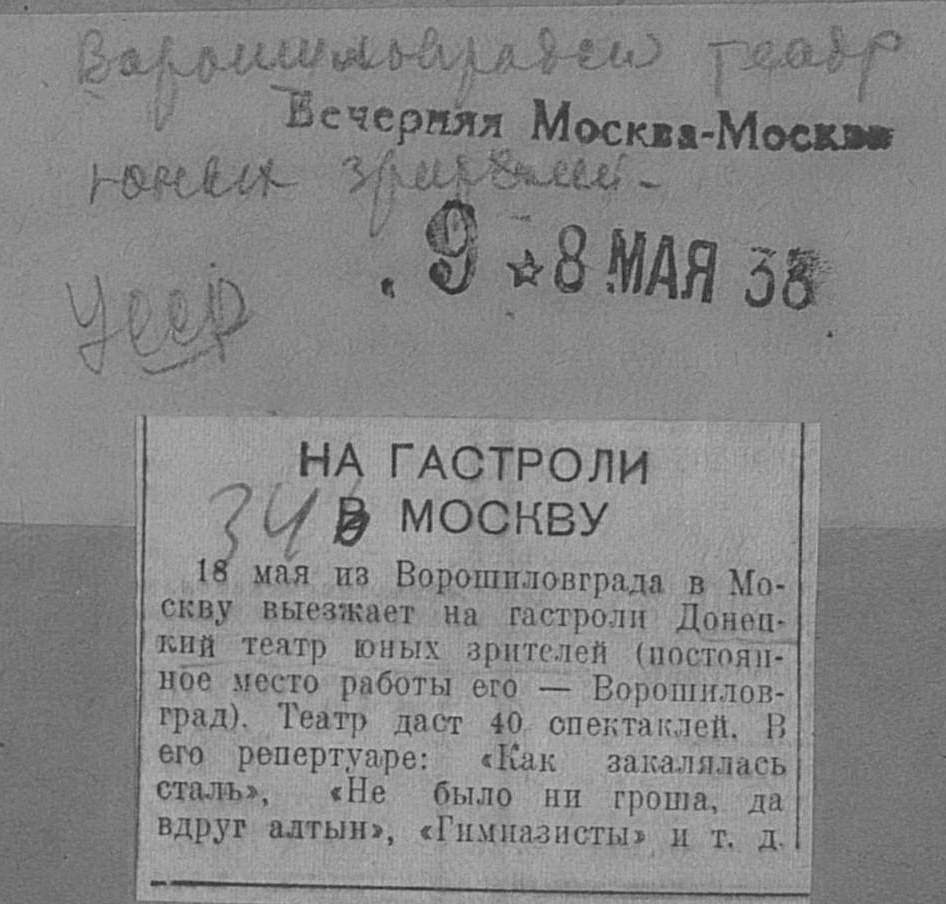 Ворошиловградский театр
Вечерняя Москва-Москва
юных зрителей-
. 9 ☆ 8 МАЯ 38
УССР
НА ГАСТРОЛИ
34 В МОСКВУ
18 мая из Ворошиловграда в Мо-
скву выезжает на гастроли Донец-
кий театр юных зрителей (постоян-
ное место работы его — Ворошилов-
град). Театр даст 40 спектаклей. В
его репертуаре: «Как закалялась
сталь», «Не было ни гроша, да
вдруг алтын», «Гимназисты» и т. д.